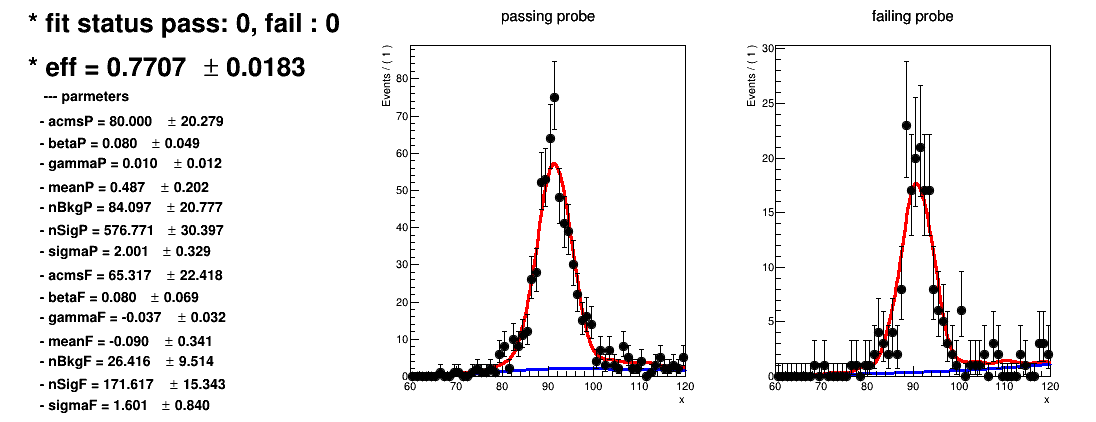 * fit status pass: 0, fail : 0
* eff = 0.7707 ± 0.0183
--- parmeters
- acmsP = 80.000 ± 20.279
- betaP = 0.080 ± 0.049
- gammaP = 0.010 ± 0.012
- meanP = 0.487 ± 0.202
- nBkgP = 84.097 ± 20.777
- nSigP = 576.771 ± 30.397
- sigmaP = 2.001 ± 0.329
- acmsF = 65.317 ± 22.418
- betaF = 0.080 ± 0.069
- gammaF = -0.037 ± 0.032
- meanF = -0.090 ± 0.341
- nBkgF = 26.416 ± 9.514
- nSigF = 171.617 ± 15.343
- sigmaF = 1.601 ± 0.840
passing probe
Events / ( 1 )
80
70
60
50
40
30
20
10
0
60 70 80 90 100 110 120
x
failing probe
Events / ( 1 )
30
25
20
15
10
5
0
60 70 80 90 100 110 120
x